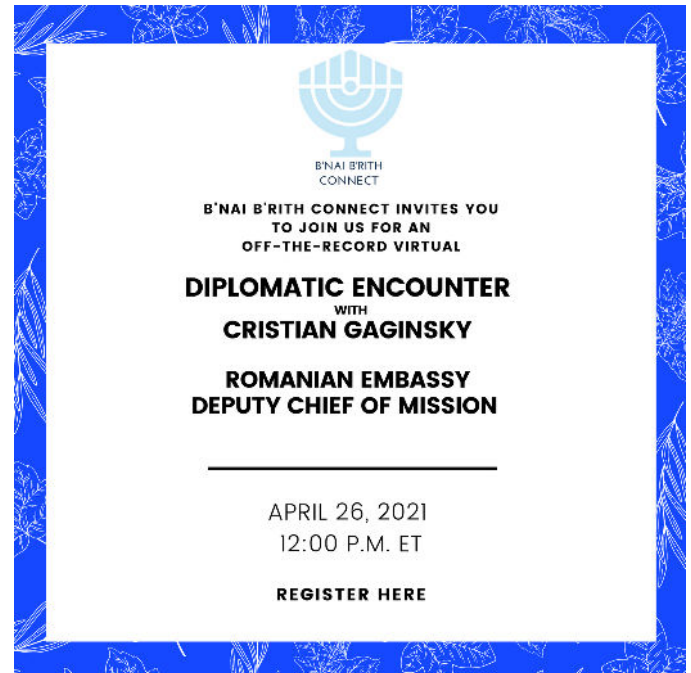 B'NAI B'RITH
CONNECT
B'NAI B'RITH CONNECT INVITES YOU
TO JOIN US FOR AN
OFF-THE-RECORD VIRTUAL
DIPLOMATIC ENCOUNTER
WITH
CRISTIAN GAGINSKY
ROMANIAN EMBASSY
DEPUTY CHIEF OF MISSION
APRIL 26, 2021
12:00 P.M. ET
REGISTER HERE